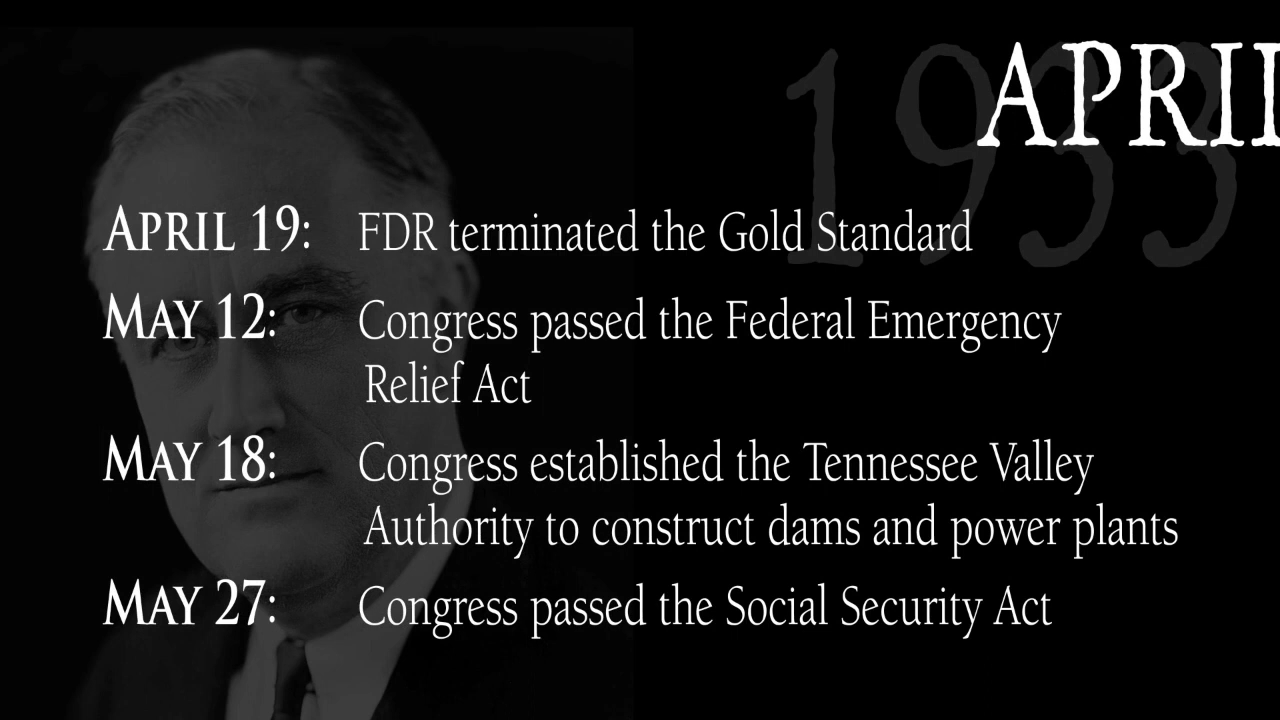 1933
APRIL
APRIL 19: FDR terminated the Gold Standard
MAY 12: Congress passed the Federal Emergency
Relief Act
MAY 18: Congress established the Tennessee Valley
Authority to construct dams and power plants
MAY 27: Congress passed the Social Security Act